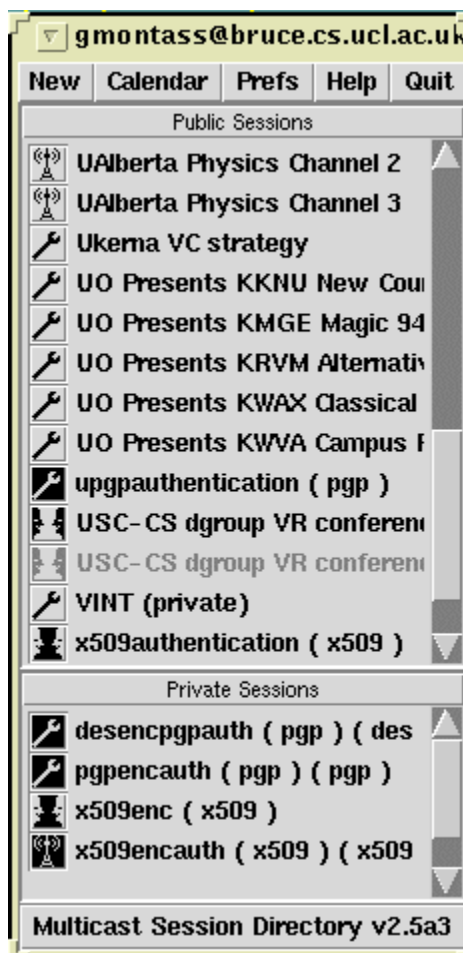 gmontass@bruce.cs.ucl.ac.uk
New Calendar Prefs Help Quit
Public Sessions
UAlberta Physics Channel 2
UAlberta Physics Channel 3
Ukerna VC strategy
UO Presents KKNU New Cou
UO Presents KMGE Magic 94
UO Presents KRVM Alternativ
UO Presents KWAX Classical
UO Presents KWVA Campus
upgpauthentication ( pgp )
USC-CS dgroup VR conferen
USC-CS dgroup VR conferen
VINT (private)
x509authentication ( x509 )
Private Sessions
desencpgpauth ( pgp ) ( des
pgpencauth ( pgp ) ( pgp )
x509enc ( x509 )
x509encauth ( x509 ) ( x509
Multicast Session Directory v2.5a3